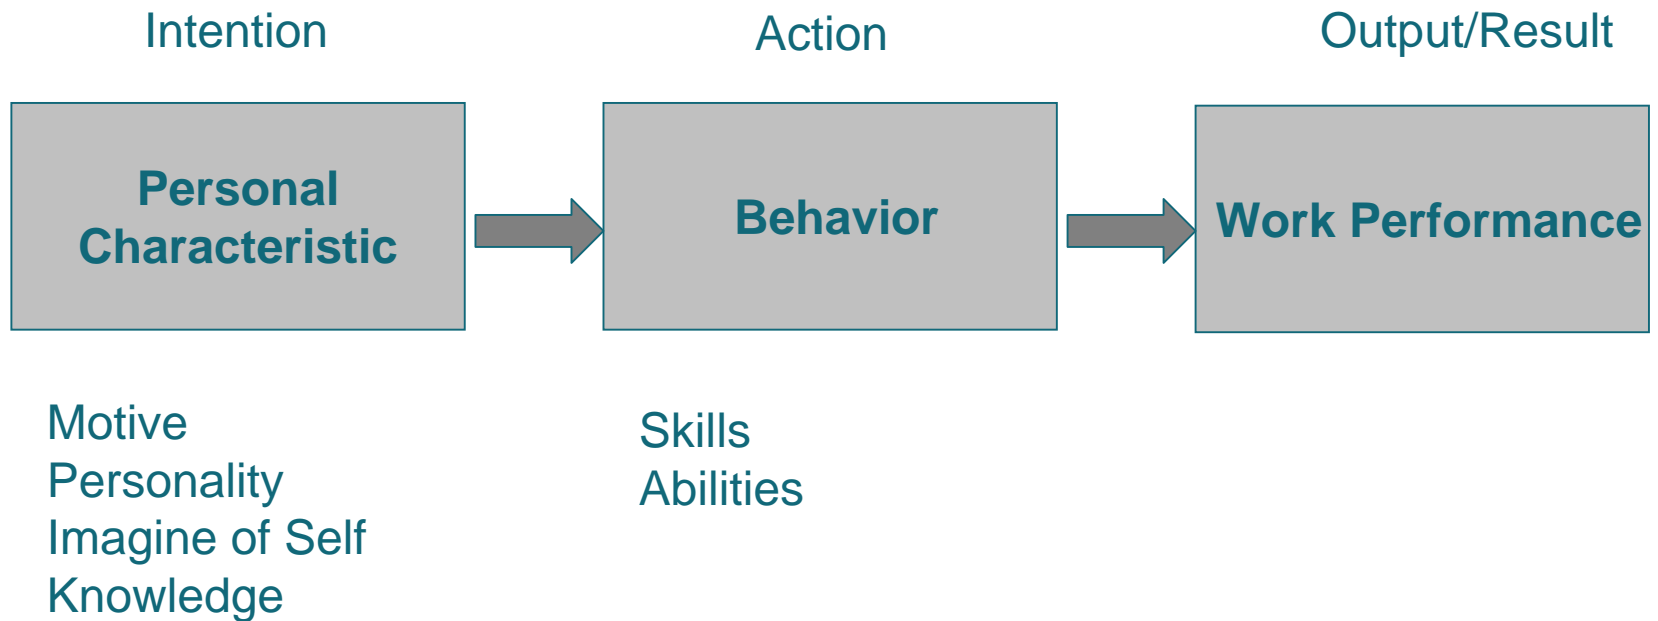 Intention
Action
Output/Result
Personal
Characteristic
Behavior
Work Performance
Motive
Personality
Imagine of Self
Knowledge
Skills
Abilities